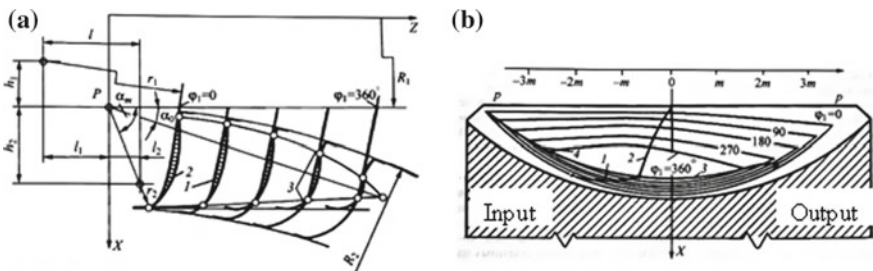 (a)
l
Z
h₁
r₁
R₁
P
αₘ
φ₁=0
φ₁=360°
α₀
h₂
l₁
l₂
2
1
3
r₂
R₂
X
(b)
-3m
-2m
0
m
2m
3m
P
P
φ₁=0
90
180
270
4
1
2
3
φ₁=360°
Input
Output
X